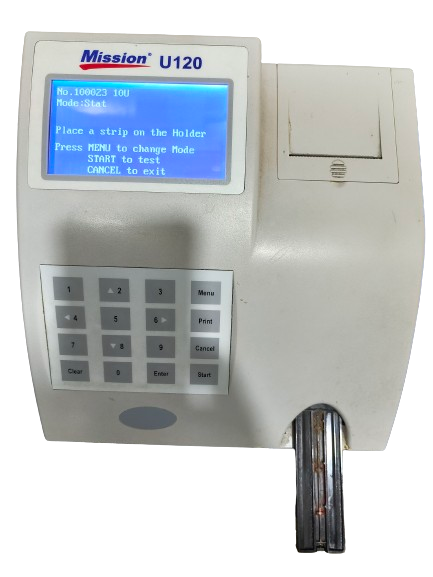 Mission® U120
No.100023 10U
Mode:Stat
Place a strip on the Holder
Press MENU to change Mode
START to test
CANCEL to exit
1 ▲ 2 3 Menu
◄ 4 5 6 ► Print
7 ▼ 8 9 Cancel
Clear 0 Enter Start